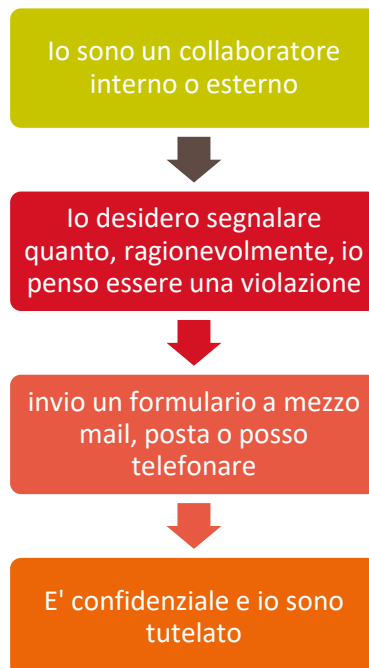 Io sono un collaboratore
interno o esterno
Io desidero segnalare
quanto, ragionevolmente, io
penso essere una violazione
invio un formulario a mezzo
mail, posta o posso
telefonare
E' confidenziale e io sono
tutelato